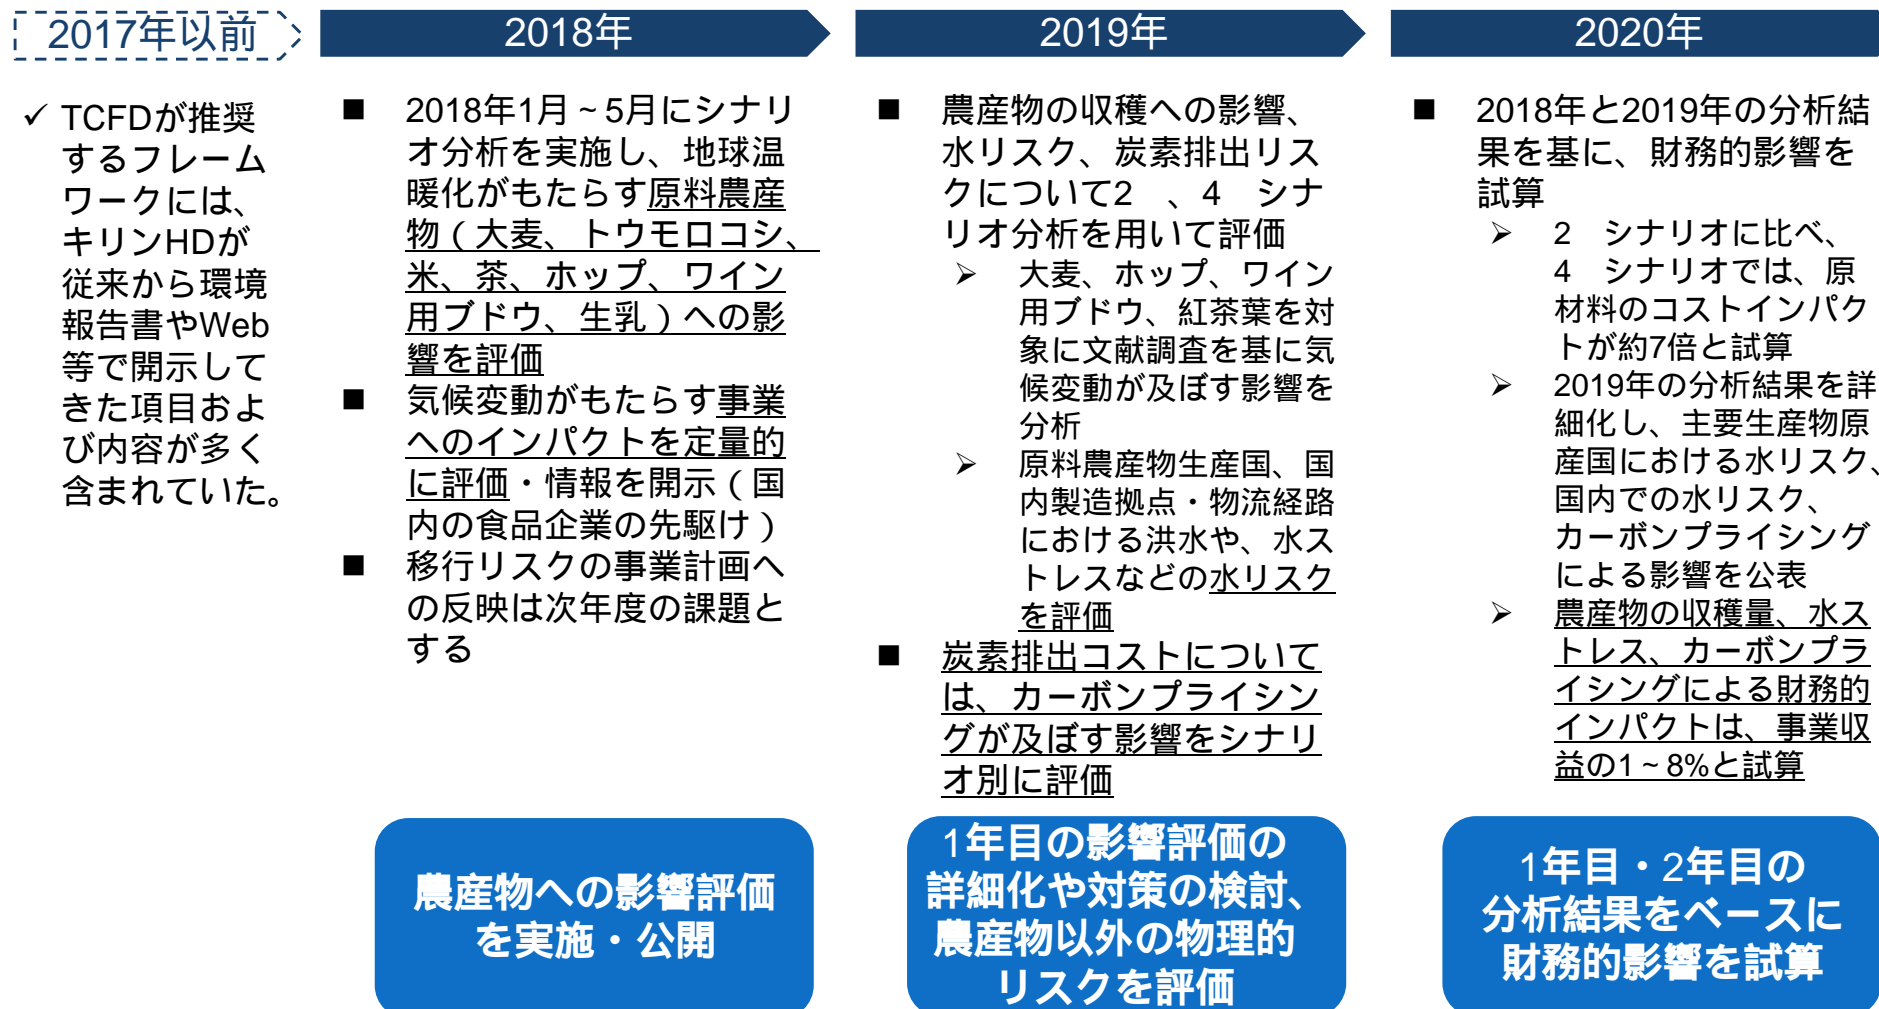 2017年以前
✓ TCFDが推奨
するフレーム
ワークには、
キリンHDが
従来から環境
報告書やWeb
等で開示して
きた項目およ
び内容が多く
含まれていた。
2018年
■ 2018年1月~5月にシナリ
オ分析を実施し、地球温
暖化がもたらす原料農産
物(大麦、トウモロコシ、
米、茶、ホップ、ワイン
用ブドウ、生乳)への影
響を評価
■ 気候変動がもたらす事業
へのインパクトを定量的
に評価・情報を開示(国
内の食品企業の先駆け)
■ 移行リスクの事業計画へ
の反映は次年度の課題と
する
農産物への影響評価
を実施・公開
2019年
■ 農産物の収穫への影響、
水リスク、炭素排出リス
クについて2 、4 シナ
リオ分析を用いて評価
➢ 大麦、ホップ、ワイン
用ブドウ、紅茶葉を対
象に文献調査を基に気
候変動が及ぼす影響を
分析
➢ 原料農産物生産国、国
内製造拠点・物流経路
における洪水や、水ス
トレスなどの水リスク
を評価
■ 炭素排出コストについて
は、カーボンプライシン
グが及ぼす影響をシナリ
オ別に評価
1年目の影響評価の
詳細化や対策の検討、
農産物以外の物理的
リスクを評価
2020年
■ 2018年と2019年の分析結
果を基に、財務的影響を
試算
➢ 2 シナリオに比べ、
4 シナリオでは、原
材料のコストインパク
トが約7倍と試算
➢ 2019年の分析結果を詳
細化し、主要生産物原
産国における水リスク、
国内での水リスク、
カーボンプライシング
による影響を公表
➢ 農産物の収穫量、水ス
トレス、カーボンプラ
イシングによる財務的
インパクトは、事業収
益の1~8%と試算
1年目・2年目の
分析結果をベースに
財務的影響を試算